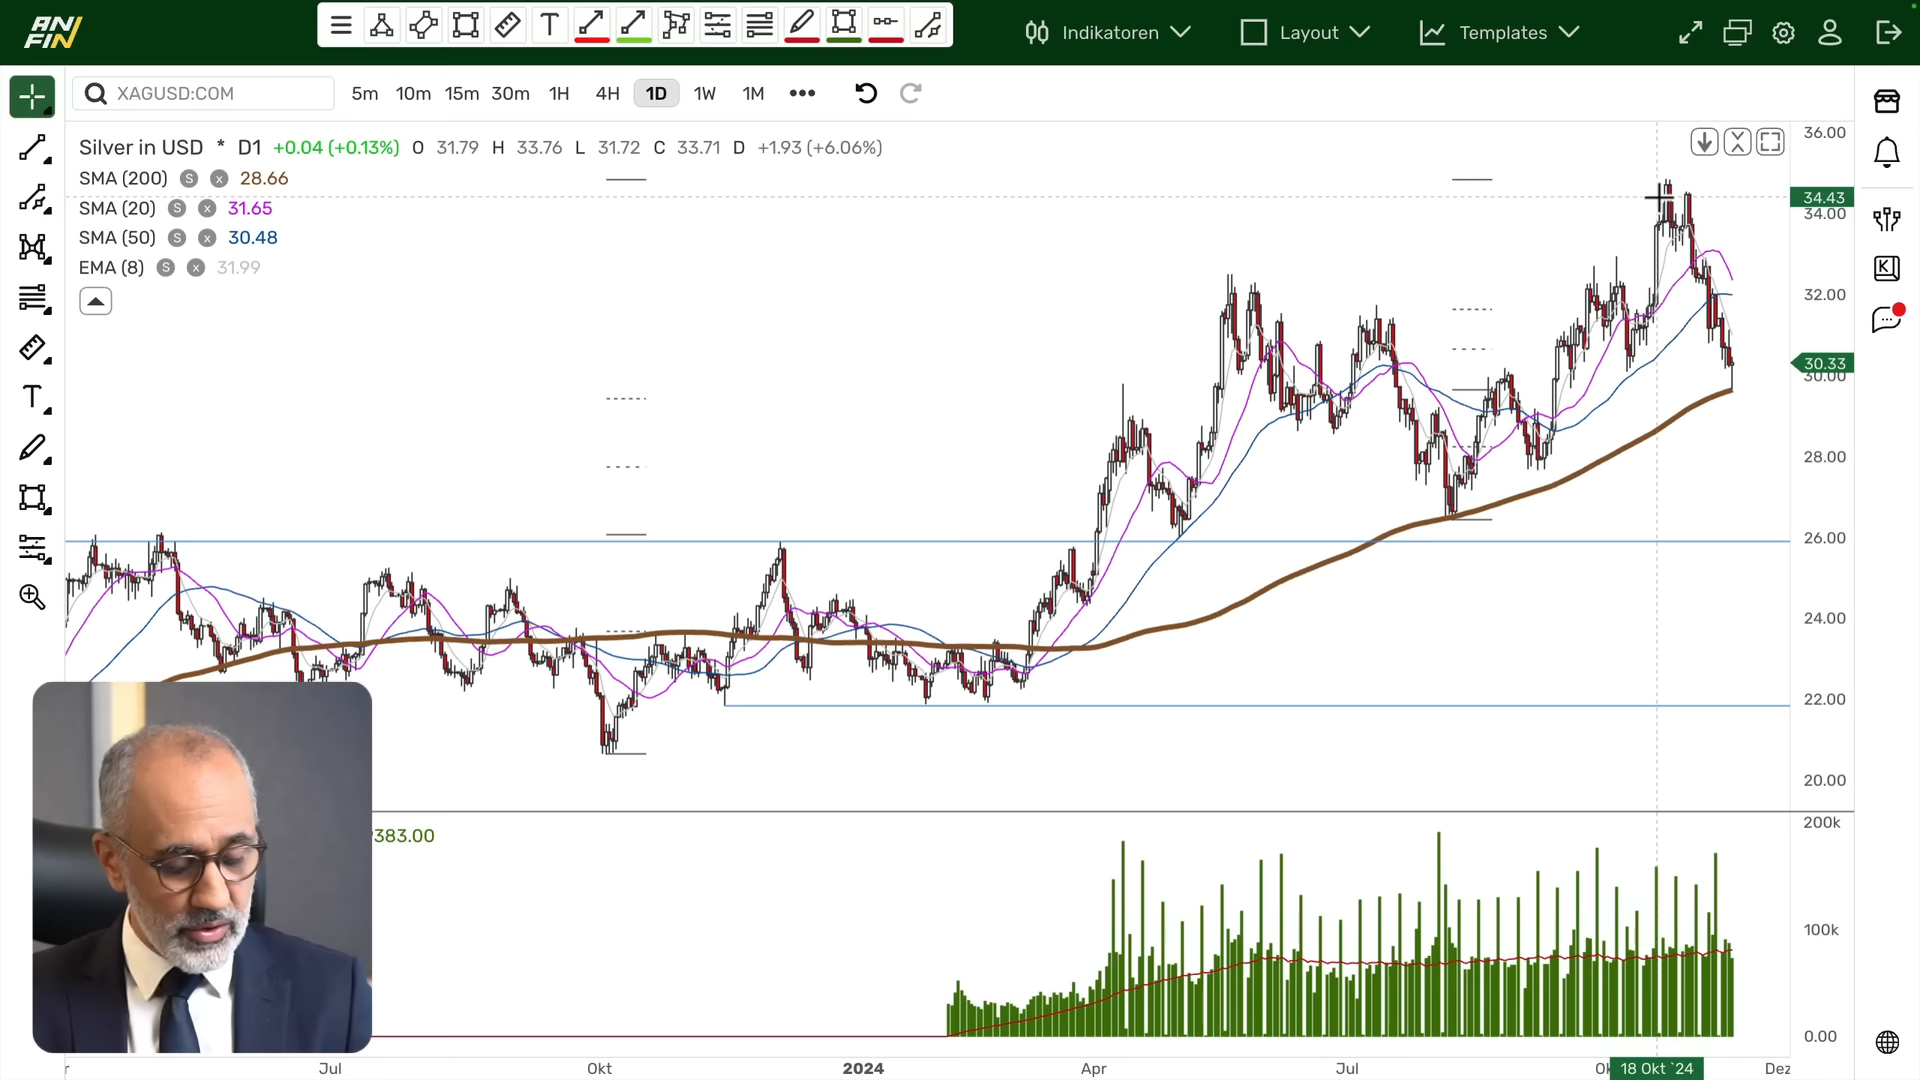 ANFIN
T
Indikatoren
Layout
Templates
XAGUSD:COM
5m 10m 15m 30m 1H 4H 1D 1W 1M •••
Silver in USD * D1 +0.04 (+0.13%) O 31.79 H 33.76 L 31.72 C 33.71 D +1.93 (+6.06%)
SMA (200) S x 28.66
SMA (20) S x 31.65
SMA (50) S x 30.48
EMA (8) S x 31.99
T
K
36.00
34.43
34.00
32.00
30.33
30.00
28.00
26.00
24.00
22.00
20.00
383.00
200k
100k
0.00
r Jul Okt 2024 Apr Jul Ok 18 Okt `24 Dez